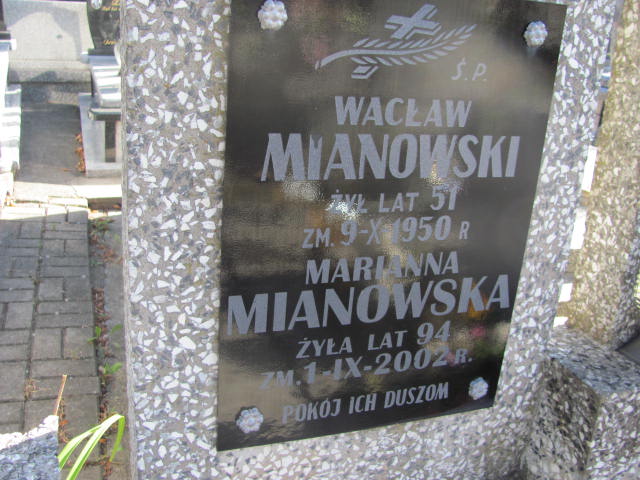 Ś.P.
WACŁAW
MIANOWSKI
ŻYŁ LAT 51
ZM. 9-X-1950 R
MARIANNA
MIANOWSKA
ŻYŁA LAT 94
ZM. 1-IX-2002 R.
POKÓJ ICH DUSZOM